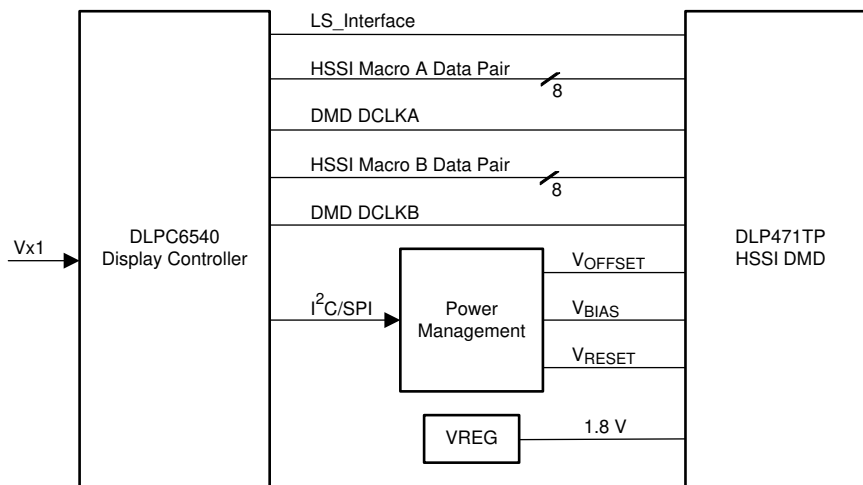 LS_Interface
HSSI Macro A Data Pair
8
DMD DCLKA
HSSI Macro B Data Pair
8
DMD DCLKB
Vx1
DLPC6540
Display Controller
DLP471TP
HSSI DMD
I²C/SPI
Power
Management
VOFFSET
VBIAS
VRESET
VREG
1.8 V